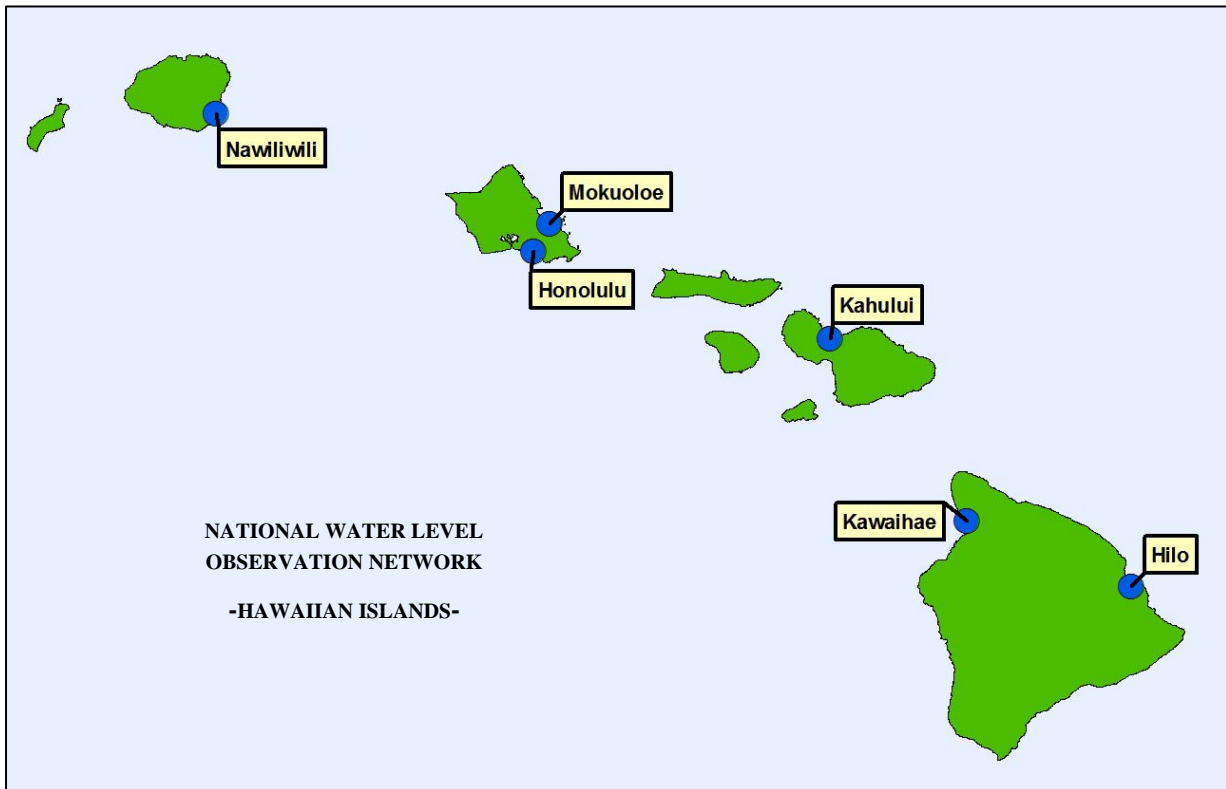 Nawiliwili
Mokuoloe
Honolulu
Kahului
Kawaihae
Hilo
NATIONAL WATER LEVEL
OBSERVATION NETWORK
-HAWAIIAN ISLANDS-